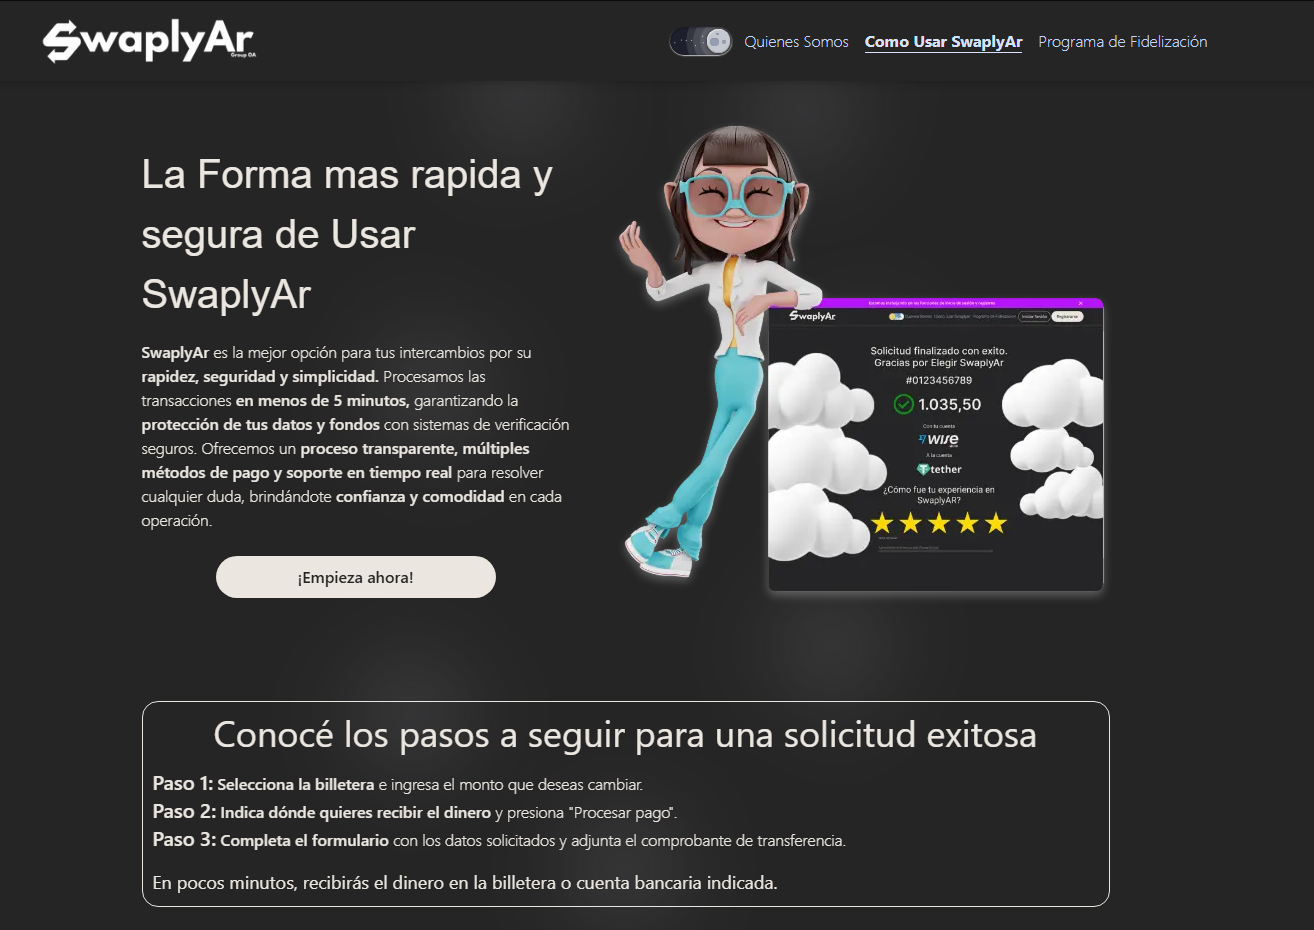 SwaplyAr
Group OA
Quienes Somos
Como Usar SwaplyAr
Programa de Fidelización
La Forma mas rapida y
segura de Usar
SwaplyAr
SwaplyAr es la mejor opción para tus intercambios por su
rapidez, seguridad y simplicidad. Procesamos las
transacciones en menos de 5 minutos, garantizando la
protección de tus datos y fondos con sistemas de verificación
seguros. Ofrecemos un proceso transparente, múltiples
métodos de pago y soporte en tiempo real para resolver
cualquier duda, brindándote confianza y comodidad en cada
operación.
¡Empieza ahora!
SwaplyAr
Iniciar Sesión
Registrarse
Solicitud finalizado con exito.
Gracias por Elegir SwaplyAr
#0123456789
1.035,50
Con tu cuenta
WISE
A la cuenta
tether
¿Cómo fue tu experiencia en
SwaplyAR?
Conocé los pasos a seguir para una solicitud exitosa
Paso 1: Selecciona la billetera e ingresa el monto que deseas cambiar.
Paso 2: Indica dónde quieres recibir el dinero y presiona "Procesar pago".
Paso 3: Completa el formulario con los datos solicitados y adjunta el comprobante de transferencia.
En pocos minutos, recibirás el dinero en la billetera o cuenta bancaria indicada.